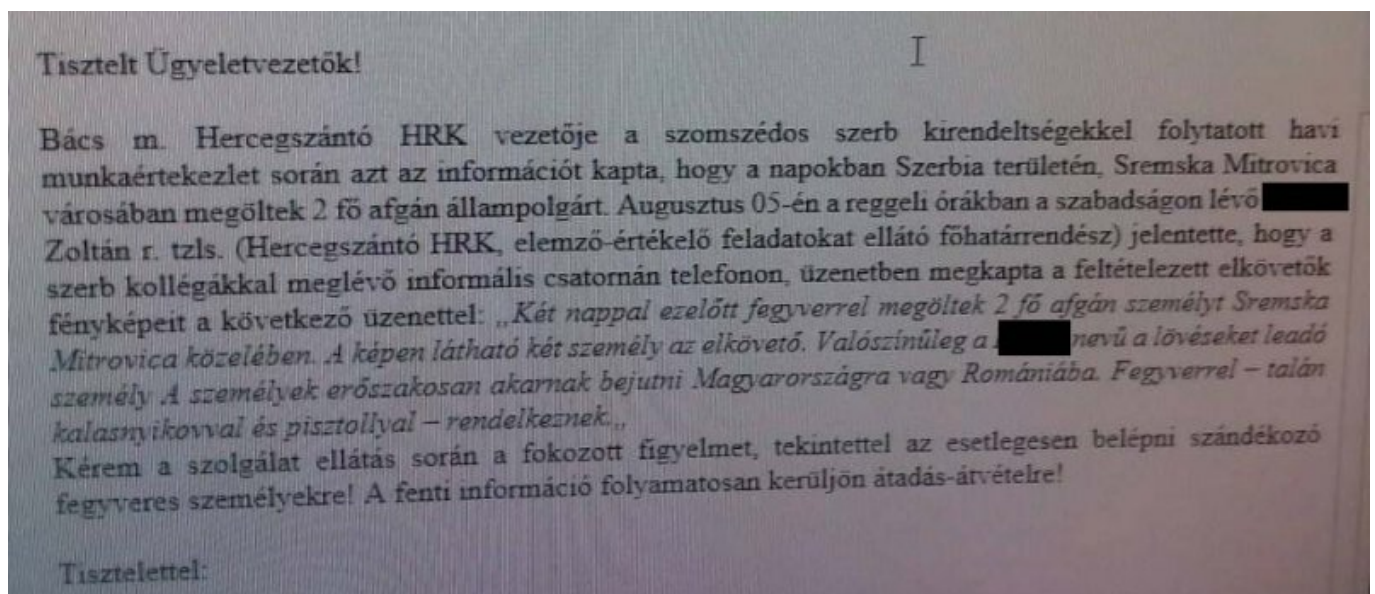 Tisztelt Ügyeletvezetők!
Bács m. Hercegszántó HRK vezetője a szomszédos szerb kirendeltségekkel folytatott havi
munkaértekezlet során azt az információt kapta, hogy a napokban Szerbia területén, Sremska Mitrovica
városában megöltek 2 fő afgán állampolgárt. Augusztus 05-én a reggeli órákban a szabadságon lévő
Zoltán r. tzls. (Hercegszántó HRK, elemző-értékelő feladatokat ellátó főhatárrendész) jelentette, hogy a
szerb kollégákkal meglévő informális csatornán telefonon, üzenetben megkapta a feltételezett elkövetők
fényképeit a következő üzenettel: „Két nappal ezelőtt fegyverrel megöltek 2 fő afgán személyt Sremska
Mitrovica közelében. A képen látható két személy az elkövető. Valószínűleg a nevű a lövéseket leadó
személy A személyek erőszakosan akarnak bejutni Magyarországra vagy Romániába. Fegyverrel – talán
kalasnyikovval és pisztollyal – rendelkeznek.„
Kérem a szolgálat ellátás során a fokozott figyelmet, tekintettel az esetlegesen belépni szándékozó
fegyveres személyekre! A fenti információ folyamatosan kerüljön átadás-átvételre!
Tisztelettel: